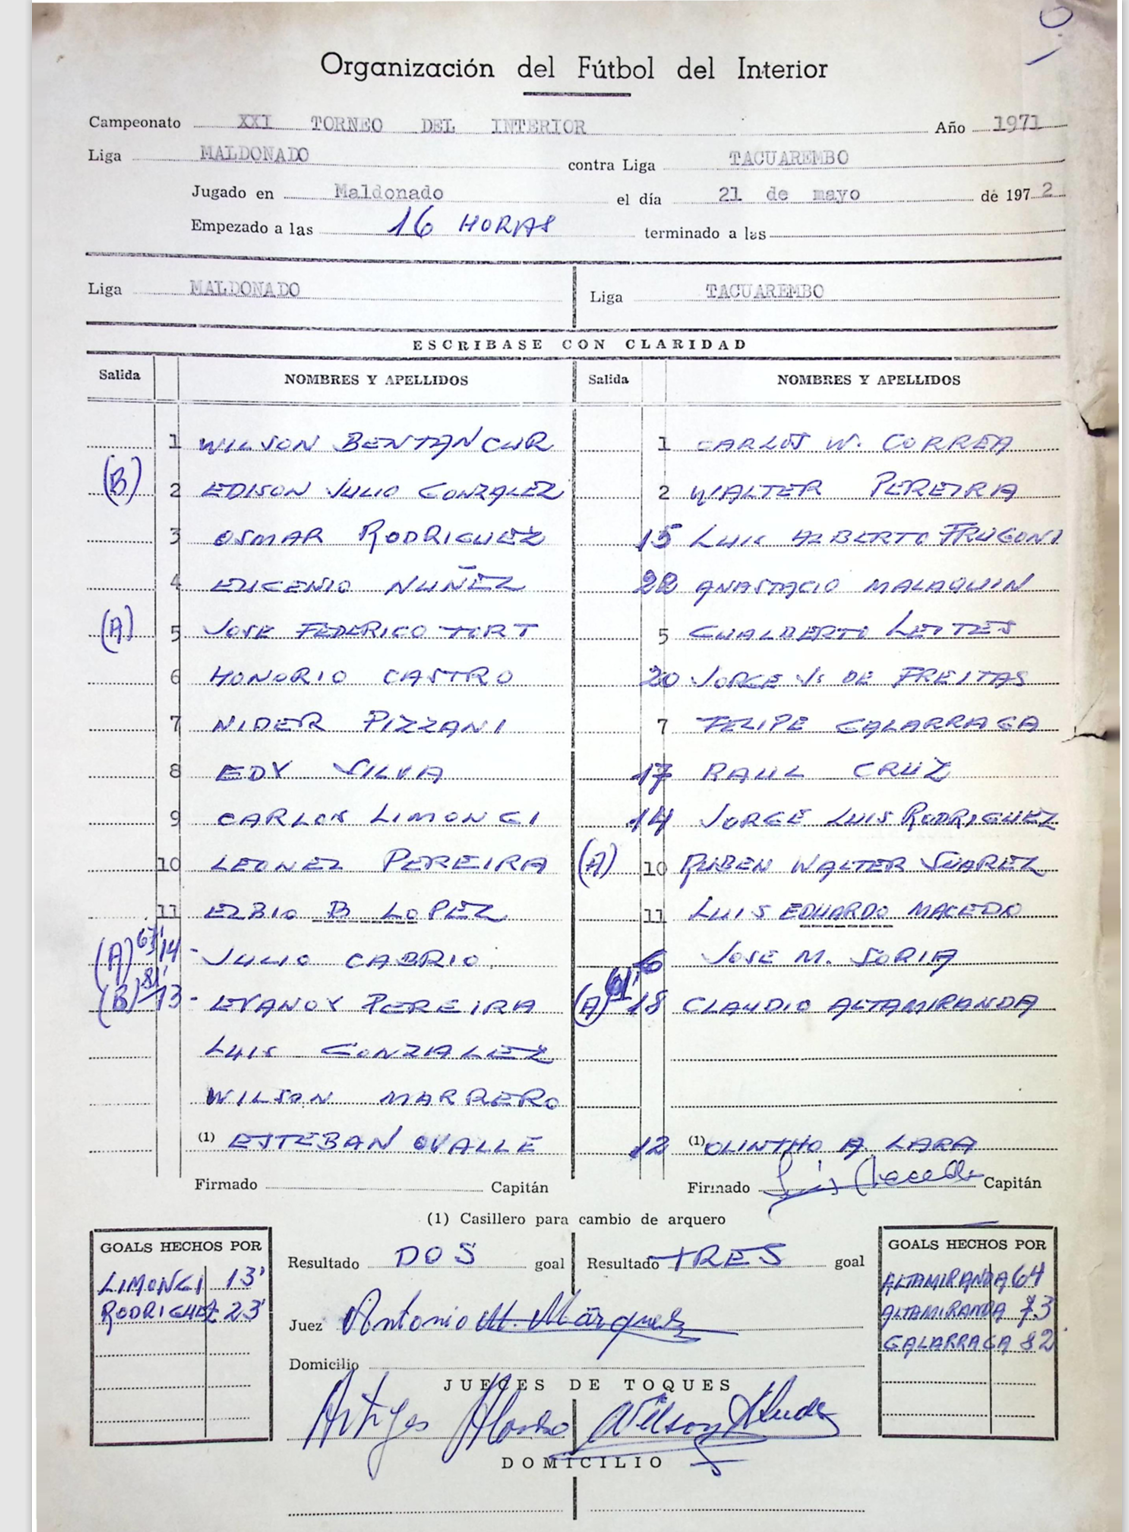 Organización del Fútbol del Interior
Campeonato XXI TORNEO DEL INTERIOR Año 1971
Liga MALDONADO contra Liga TACUAREMBO
Jugado en Maldonado el día 21 de mayo de 1972
Empezado a las 16 HORAS terminado a las
Liga MALDONADO Liga TACUAREMBO
ESCRIBASE CON CLARIDAD
Salida NOMBRES Y APELLIDOS Salida NOMBRES Y APELLIDOS
1 WILSON BENTANCUR 1 CARLOS W. CORREA
(B) 2 EDISON JULIO GONZALEZ 2 WALTER PEREIRA
3 OSMAR RODRIGUEZ 15 LUIS ALBERTO FRUGONI
4 EUGENIO NUÑEZ 22 ANASTACIO MALAQUIN
(A) 5 JOSE FEDERICO TORT 5 GUALBERTO LEITES
6 HONORIO CASTRO 20 JORGE J. DE FREITAS
7 NIDER PIZZANI 7 FELIPE GALARRAGA
8 EDY SILVA 17 RAUL CRUZ
9 CARLOS LIMONGI 14 JORGE LUIS RODRIGUEZ
10 LEONEL PEREIRA (A) 10 RUBEN WALTER SUAREZ
11 ELBIO B LOPEZ 11 LUIS EDUARDO MACEDO
(A) 67' 14 - JULIO CABRIO 6 JOSE M. SORIA
(B) 81' 13 - EVANOY PEREIRA (A) 61' 18 CLAUDIO ALTAMIRANDA
LUIS GONZALEZ
WILSON MARRERO
(1) ESTEBAN OVALLE 12 (1) OLINTHO A. LARA
Firmado Capitán Firmado Luis Macedo Capitán
(1) Casillero para cambio de arquero
GOALS HECHOS POR Resultado DOS goal Resultado TRES goal GOALS HECHOS POR
LIMONGI 13' ALTAMIRANDA 64
RODRIGUEZ 23' ALTAMIRANDA 73
GALARRAGA 82
Juez Antonio M. Márquez
Domicilio
JUECES DE TOQUES
Artigas Nelson
DOMICILIO